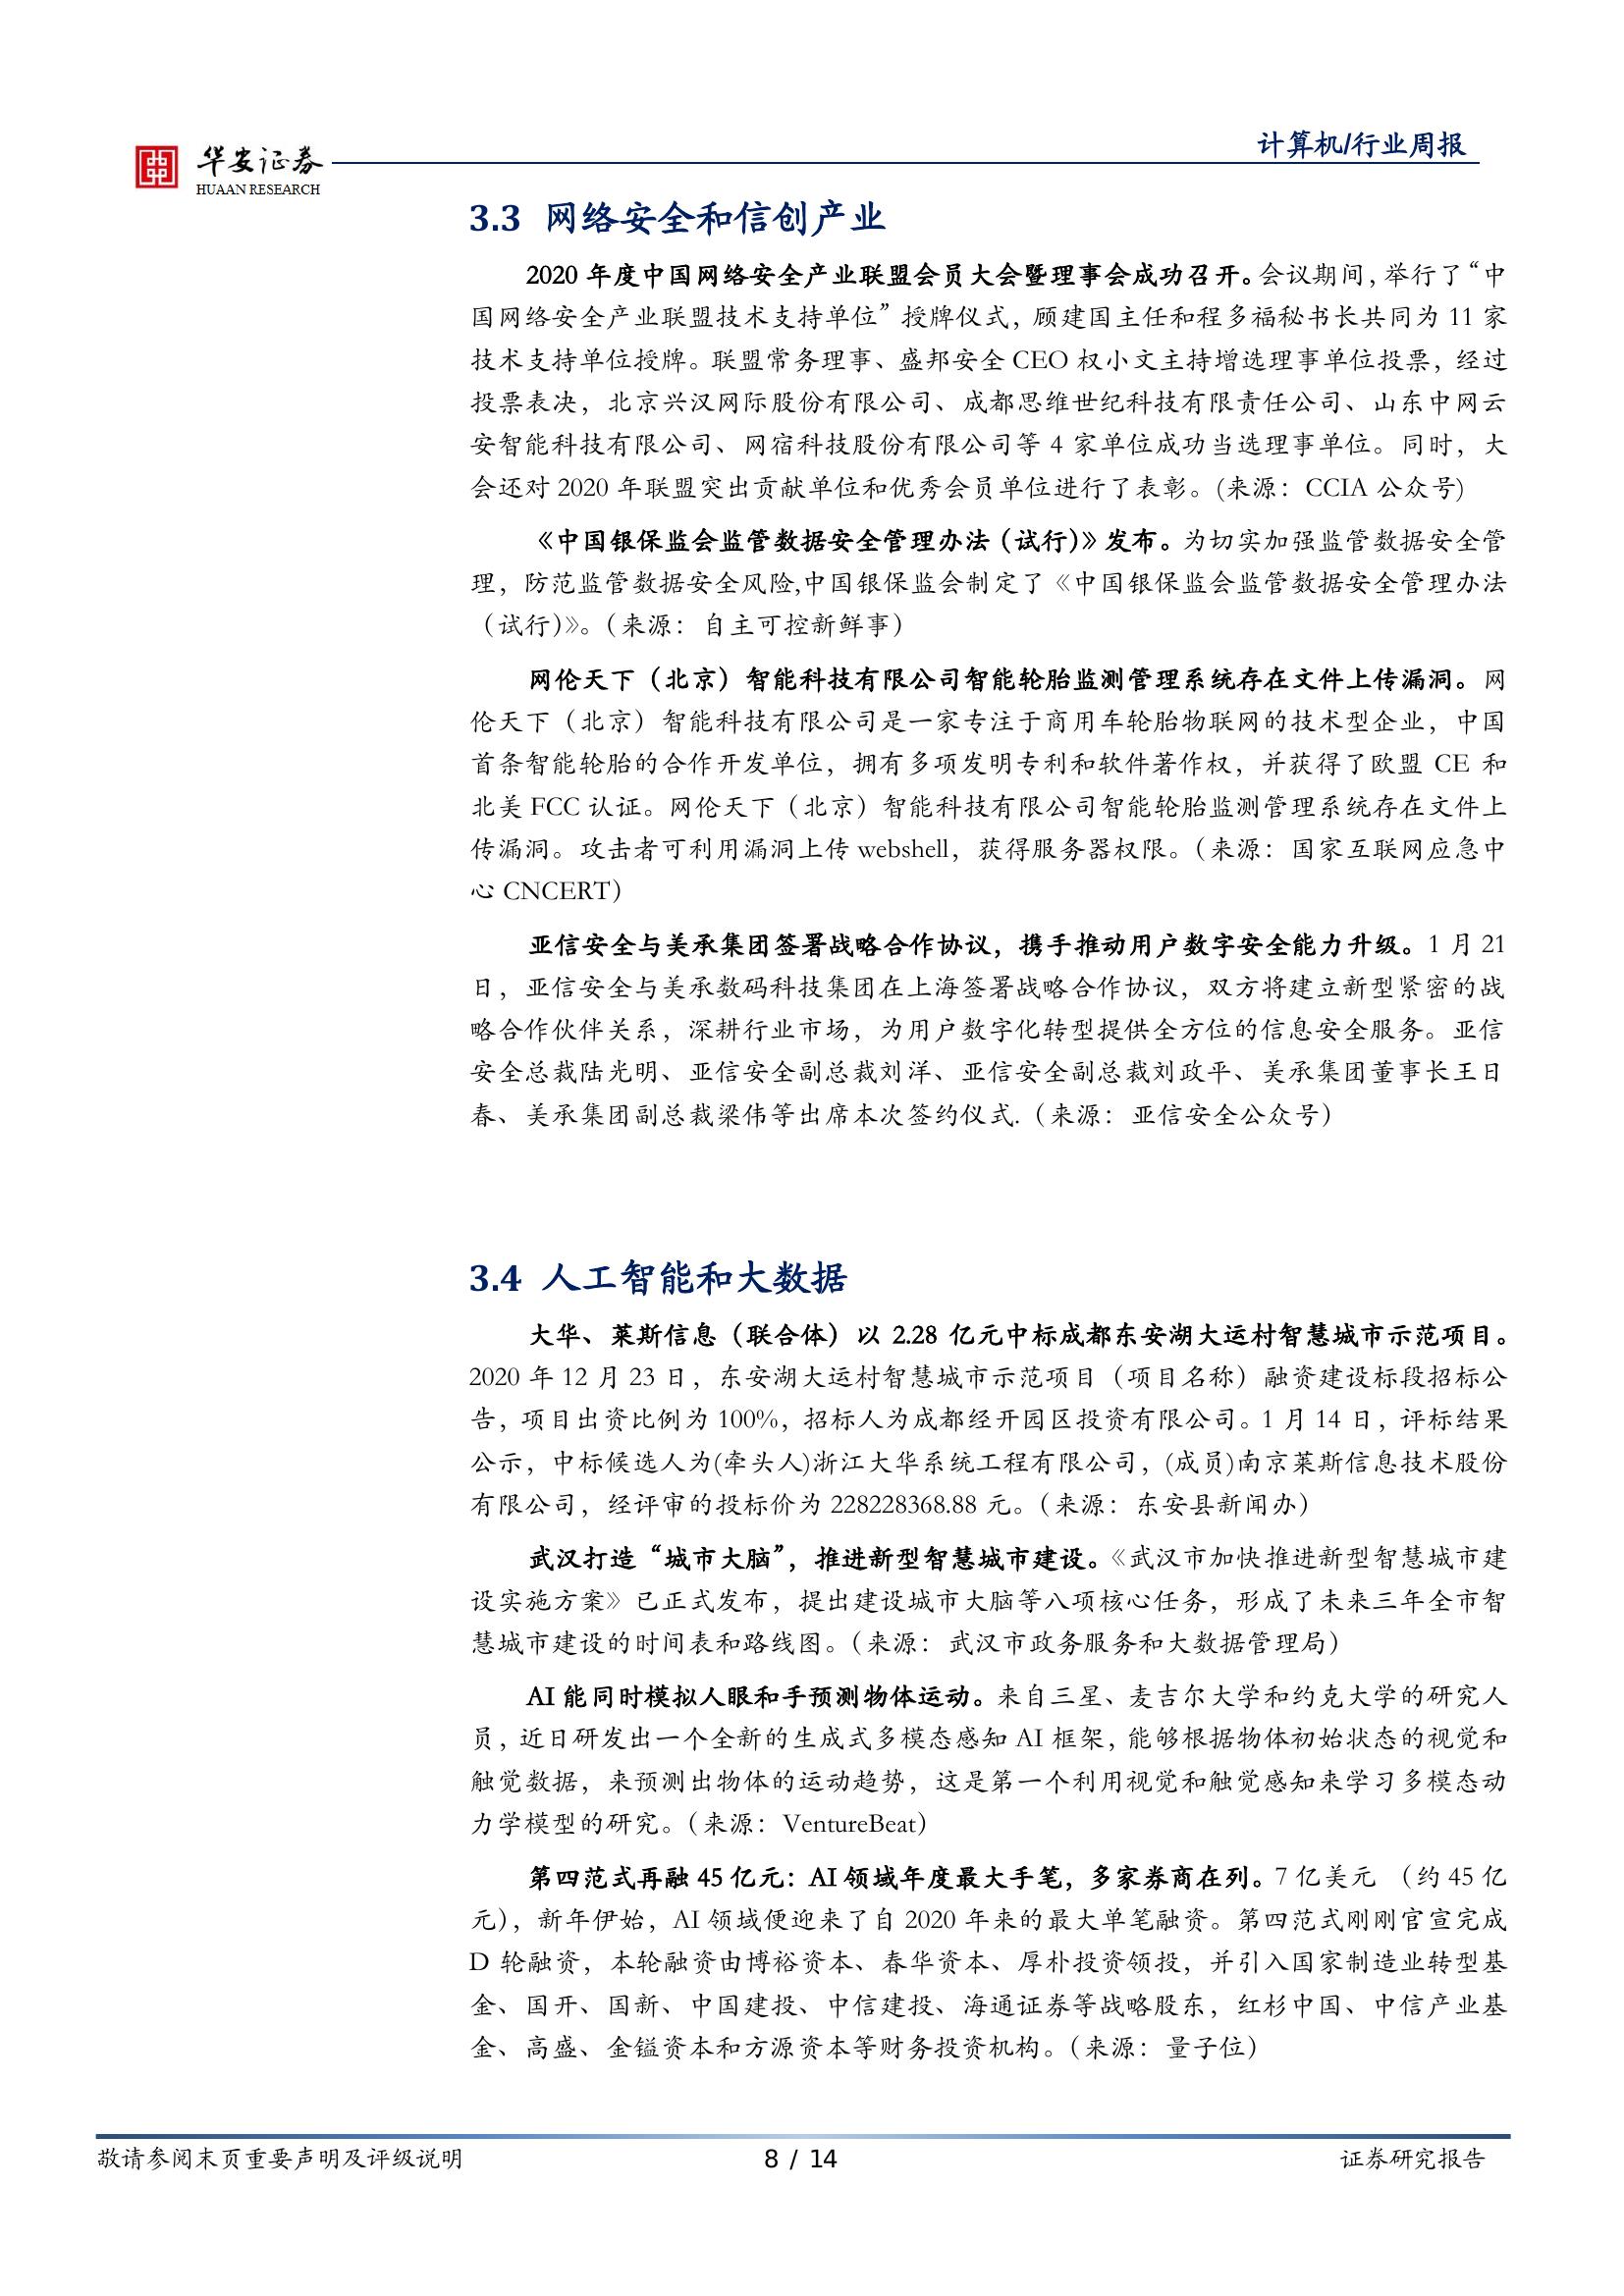 华安证券
HUAAN RESEARCH
计算机/行业周报
3.3 网络安全和信创产业
2020 年度中国网络安全产业联盟会员大会暨理事会成功召开。会议期间，举行了“中
国网络安全产业联盟技术支持单位”授牌仪式，顾建国主任和程多福秘书长共同为 11 家
技术支持单位授牌。联盟常务理事、盛邦安全 CEO 权小文主持增选理事单位投票，经过
投票表决，北京兴汉网际股份有限公司、成都思维世纪科技有限责任公司、山东中网云
安智能科技有限公司、网宿科技股份有限公司等 4 家单位成功当选理事单位。同时，大
会还对 2020 年联盟突出贡献单位和优秀会员单位进行了表彰。(来源：CCIA 公众号)
《中国银保监会监管数据安全管理办法（试行）》发布。为切实加强监管数据安全管
理，防范监管数据安全风险,中国银保监会制定了《中国银保监会监管数据安全管理办法
（试行）》。（来源：自主可控新鲜事）
网伦天下（北京）智能科技有限公司智能轮胎监测管理系统存在文件上传漏洞。网
伦天下（北京）智能科技有限公司是一家专注于商用车轮胎物联网的技术型企业，中国
首条智能轮胎的合作开发单位，拥有多项发明专利和软件著作权，并获得了欧盟 CE 和
北美 FCC 认证。网伦天下（北京）智能科技有限公司智能轮胎监测管理系统存在文件上
传漏洞。攻击者可利用漏洞上传 webshell，获得服务器权限。（来源：国家互联网应急中
心 CNCERT）
亚信安全与美承集团签署战略合作协议，携手推动用户数字安全能力升级。1 月 21
日，亚信安全与美承数码科技集团在上海签署战略合作协议，双方将建立新型紧密的战
略合作伙伴关系，深耕行业市场，为用户数字化转型提供全方位的信息安全服务。亚信
安全总裁陆光明、亚信安全副总裁刘洋、亚信安全副总裁刘政平、美承集团董事长王日
春、美承集团副总裁梁伟等出席本次签约仪式.（来源：亚信安全公众号）
3.4 人工智能和大数据
大华、莱斯信息（联合体）以 2.28 亿元中标成都东安湖大运村智慧城市示范项目。
2020 年 12 月 23 日，东安湖大运村智慧城市示范项目（项目名称）融资建设标段招标公
告，项目出资比例为 100%，招标人为成都经开园区投资有限公司。1 月 14 日，评标结果
公示，中标候选人为(牵头人)浙江大华系统工程有限公司，(成员)南京莱斯信息技术股份
有限公司，经评审的投标价为 228228368.88 元。（来源：东安县新闻办）
武汉打造“城市大脑”，推进新型智慧城市建设。《武汉市加快推进新型智慧城市建
设实施方案》已正式发布，提出建设城市大脑等八项核心任务，形成了未来三年全市智
慧城市建设的时间表和路线图。（来源：武汉市政务服务和大数据管理局）
AI 能同时模拟人眼和手预测物体运动。来自三星、麦吉尔大学和约克大学的研究人
员，近日研发出一个全新的生成式多模态感知 AI 框架，能够根据物体初始状态的视觉和
触觉数据，来预测出物体的运动趋势，这是第一个利用视觉和触觉感知来学习多模态动
力学模型的研究。（来源：VentureBeat）
第四范式再融 45 亿元：AI 领域年度最大手笔，多家券商在列。7 亿美元 （约 45 亿
元），新年伊始，AI 领域便迎来了自 2020 年来的最大单笔融资。第四范式刚刚官宣完成
D 轮融资，本轮融资由博裕资本、春华资本、厚朴投资领投，并引入国家制造业转型基
金、国开、国新、中国建投、中信建投、海通证券等战略股东，红杉中国、中信产业基
金、高盛、金镒资本和方源资本等财务投资机构。（来源：量子位）
敬请参阅末页重要声明及评级说明
8 / 14
证券研究报告